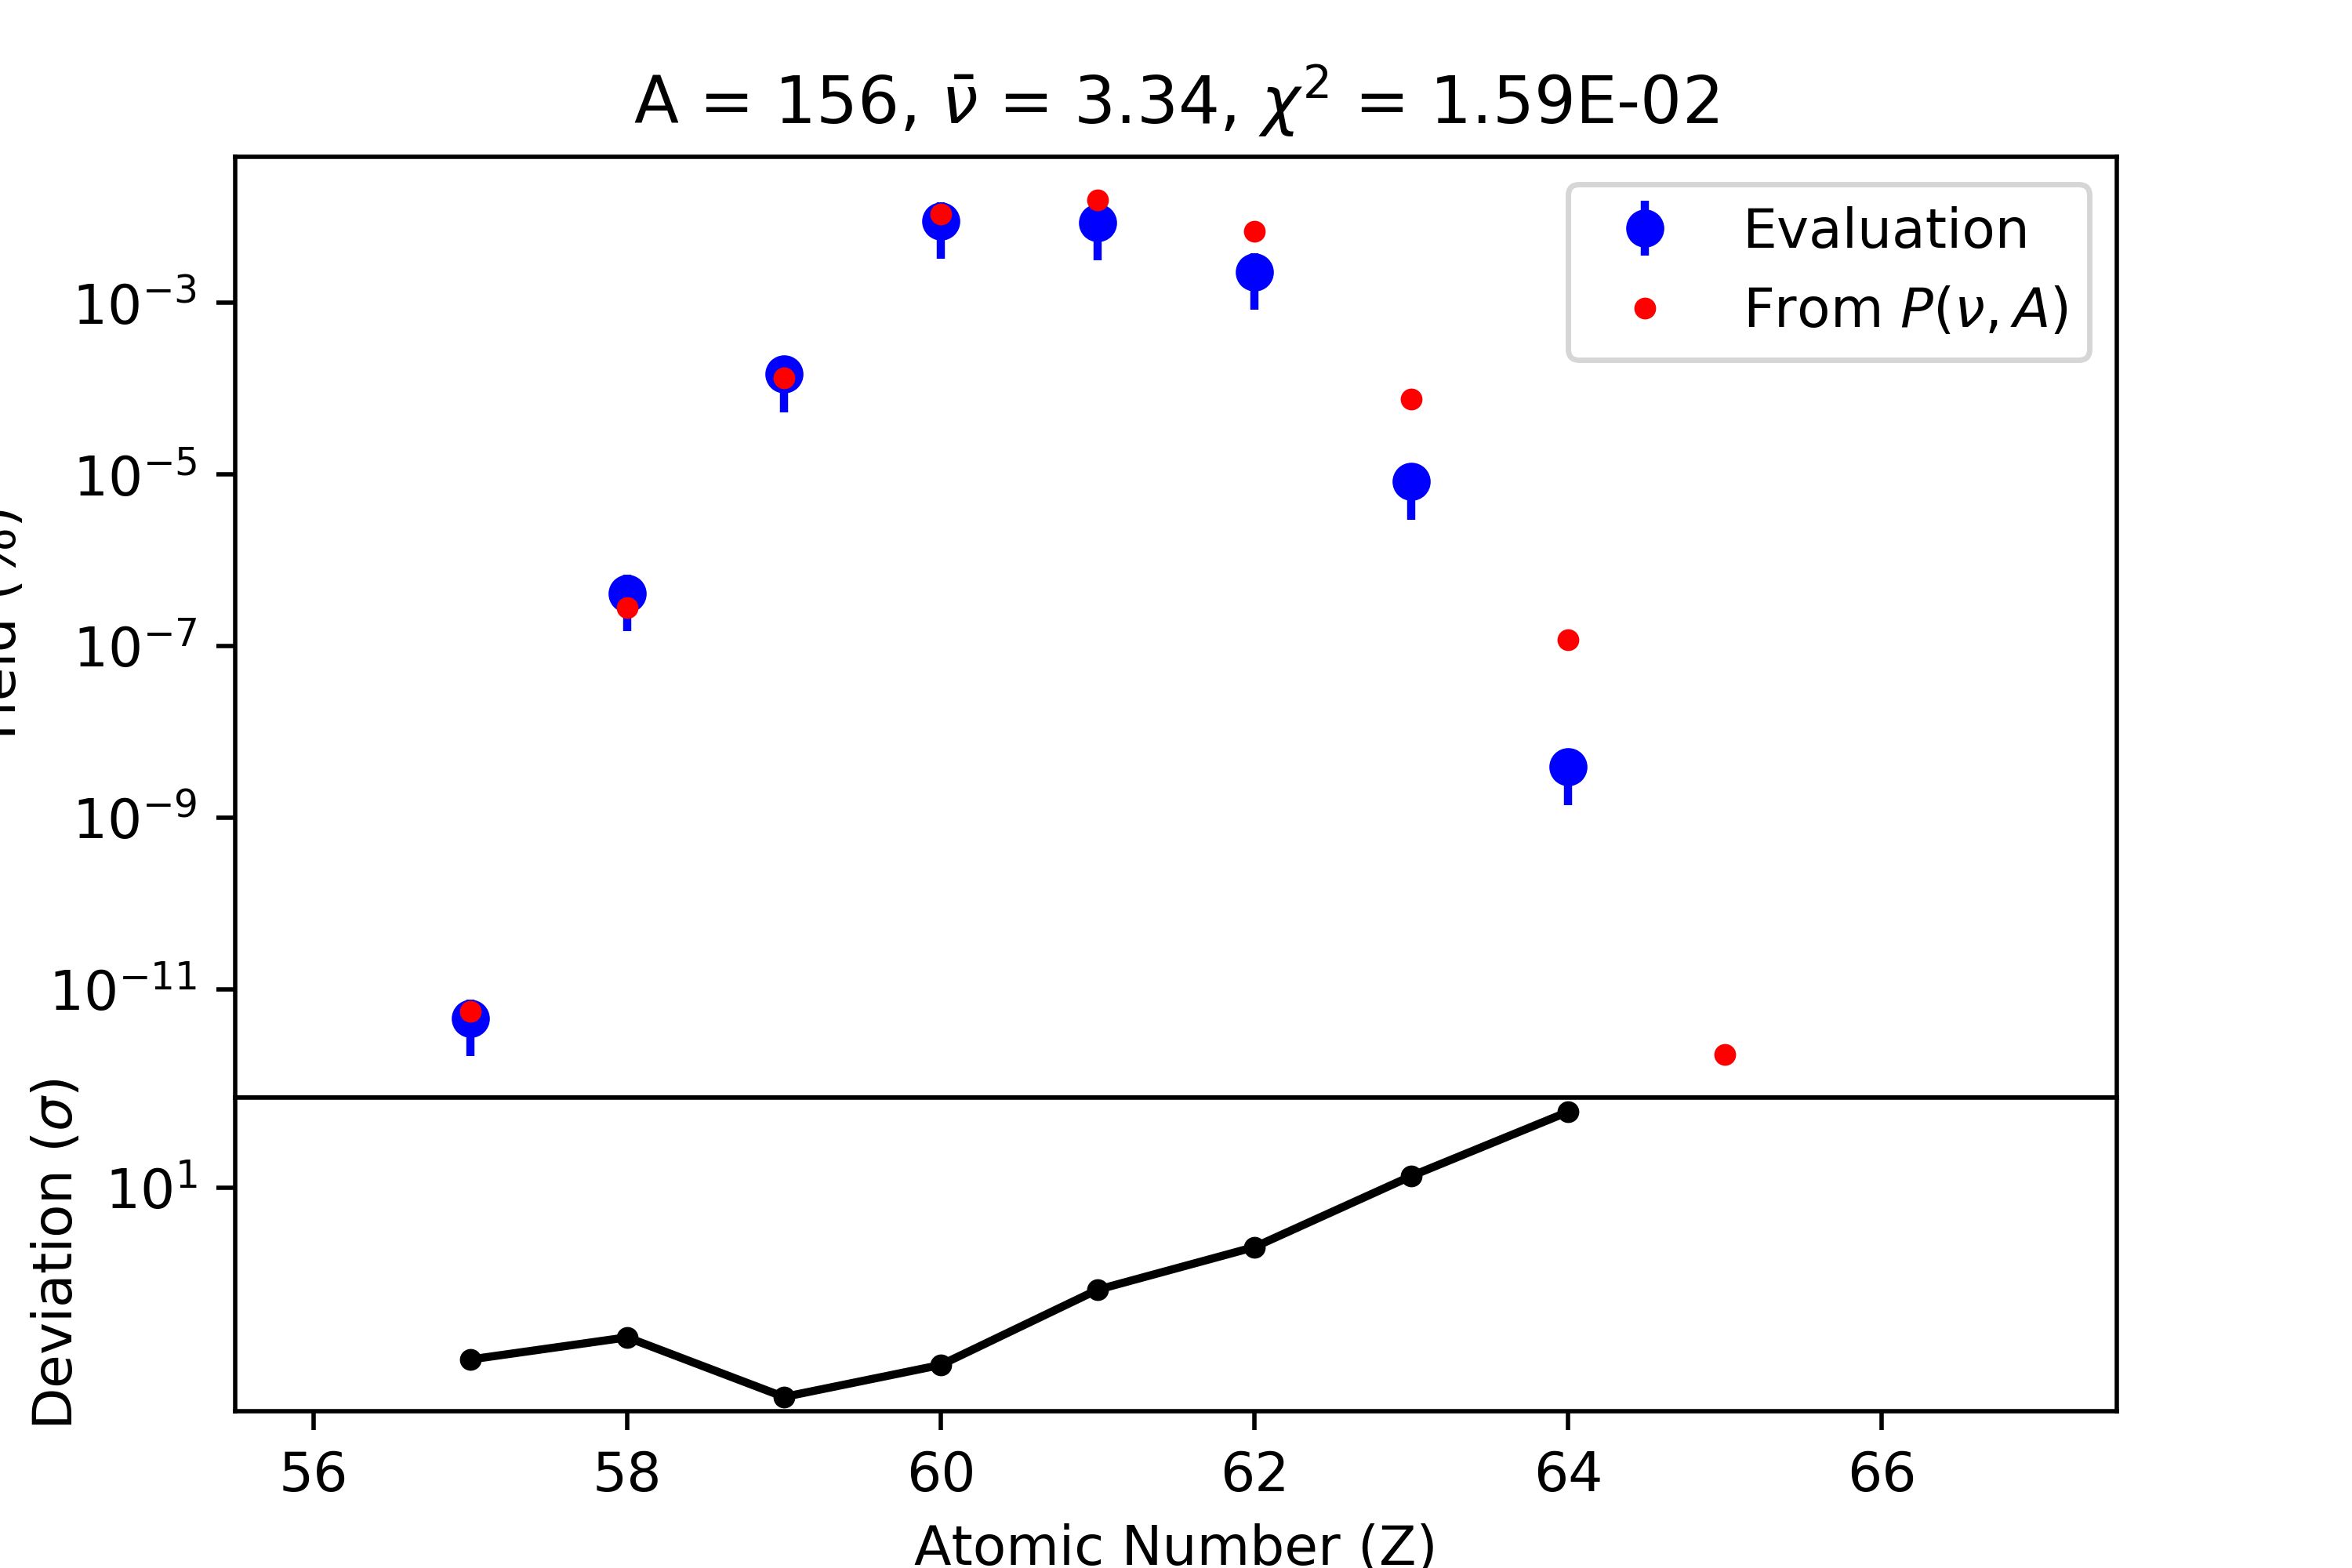 A = 156, ν̄ = 3.34, χ² = 1.59E-02
Evaluation
From P(ν, A)
10⁻³
10⁻⁵
10⁻⁷
10⁻⁹
10⁻¹¹
(%)
Deviation (σ)
10¹
56 58 60 62 64 66
Atomic Number (Z)